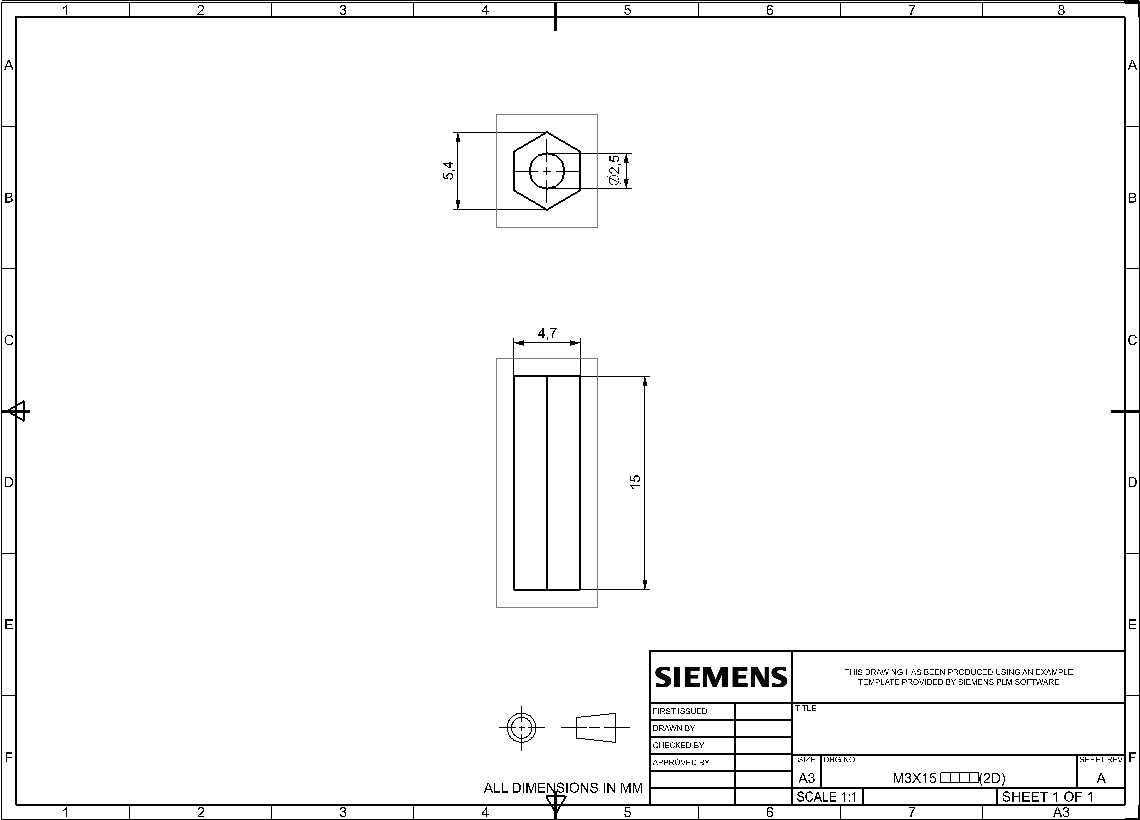 1 2 3 4 5 6 7 8
A A
5,4
Ø2,5
B B
4,7
C C
15
D D
E E
SIEMENS
THIS DRAWING HAS BEEN PRODUCED USING AN EXAMPLE
TEMPLATE PROVIDED BY SIEMENS PLM SOFTWARE
FIRST ISSUED
TITLE
DRAWN BY
CHECKED BY
APPROVED BY
F F
SIZE DRG NO. SHEET REV
A3 M3X15 □□□□(2D) A
ALL DIMENSIONS IN MM
SCALE 1:1 SHEET 1 OF 1
1 2 3 4 5 6 7 A3